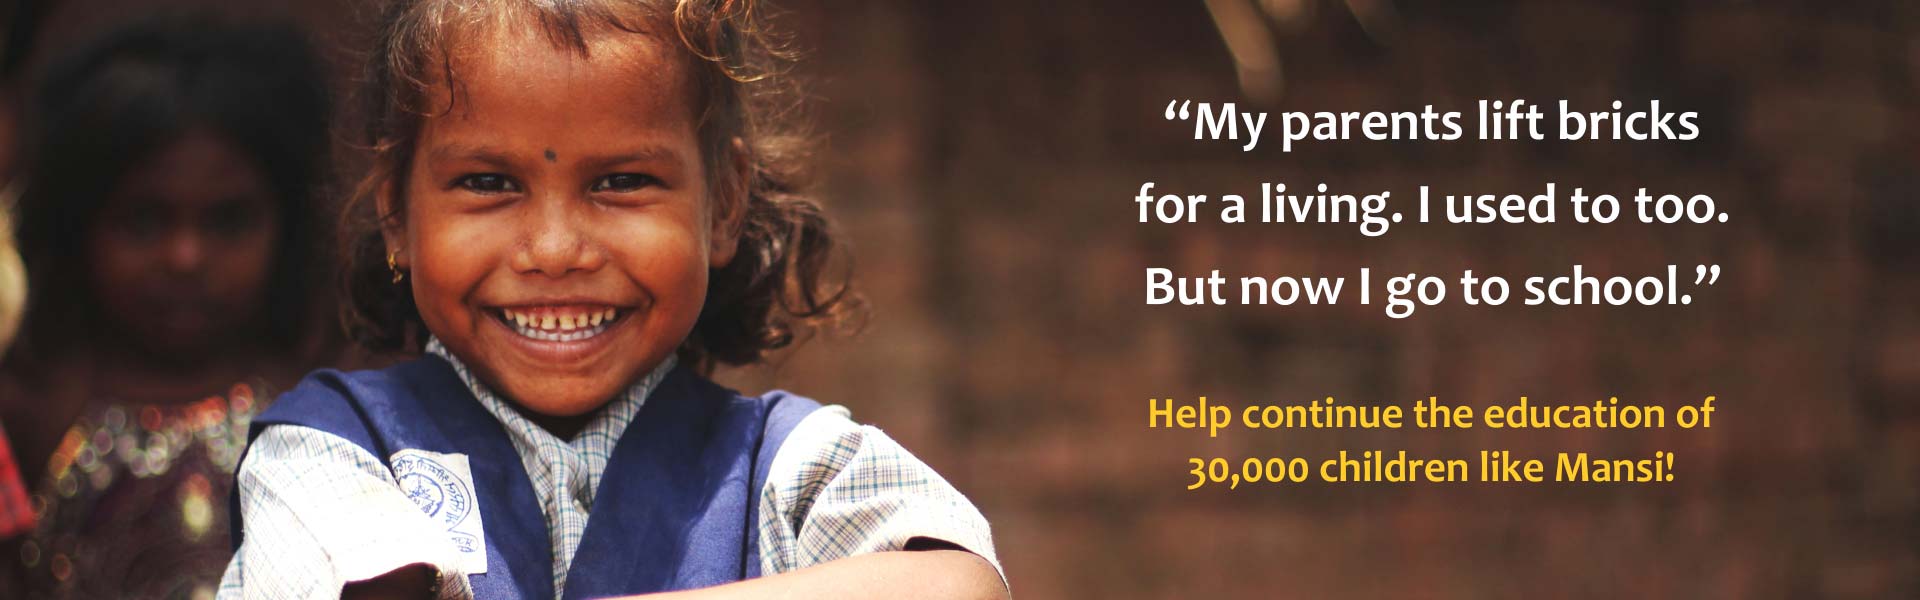 “My parents lift bricks
for a living. I used to too.
But now I go to school.”
Help continue the education of
30,000 children like Mansi!